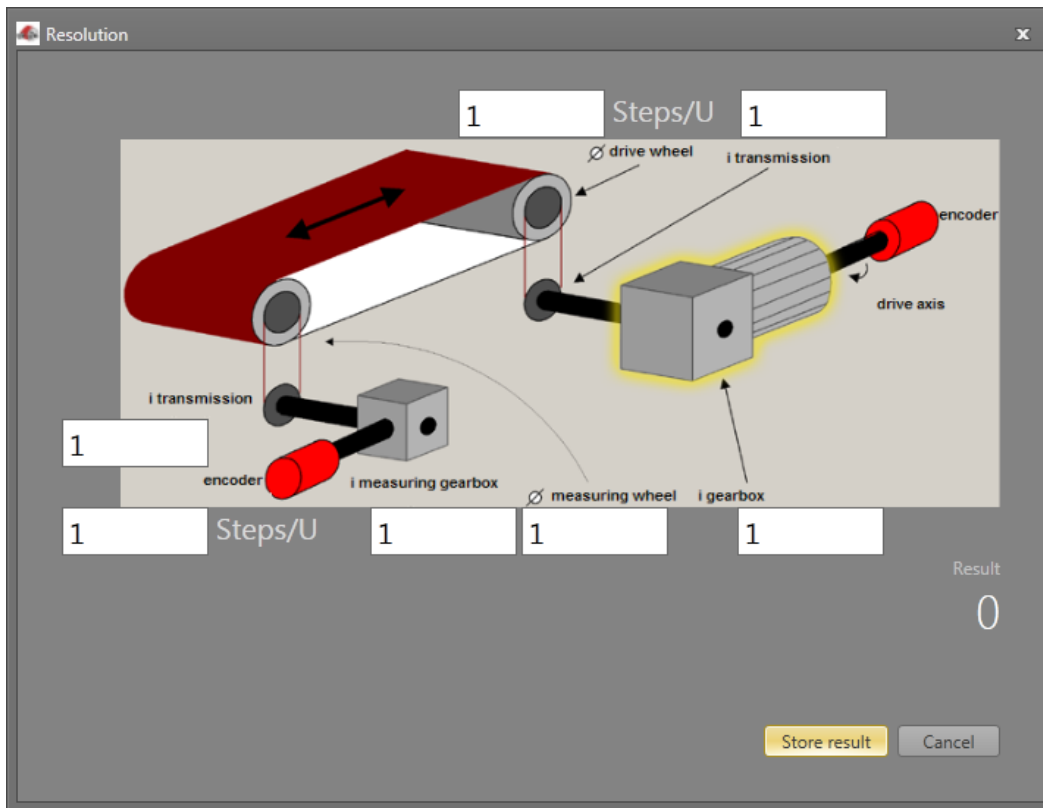 Resolution
x
1 Steps/U 1
Ø drive wheel
i transmission
encoder
drive axis
i transmission
1
encoder
i measuring gearbox
Ø measuring wheel
i gearbox
1 Steps/U 1 1 1
Result
0
Store result
Cancel